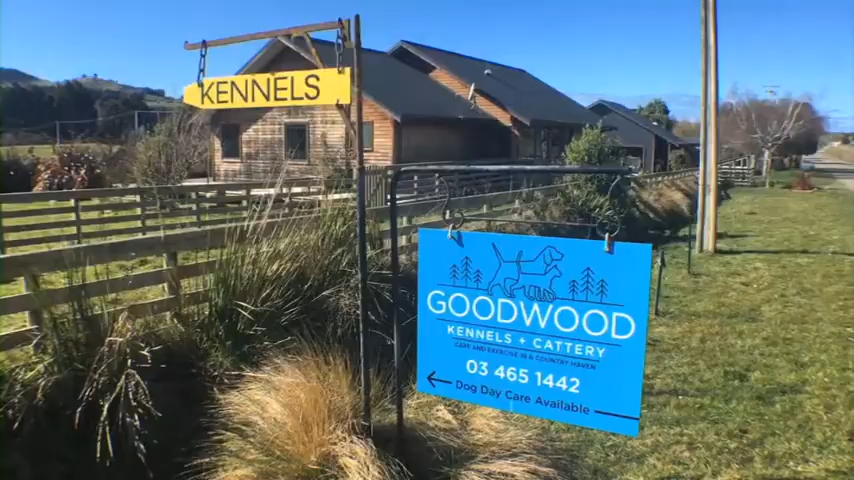 KENNELS
GOODWOOD
KENNELS + CATTERY
CARE AND EXERCISE IN A COUNTRY HAVEN
03 465 1442
Dog Day Care Available